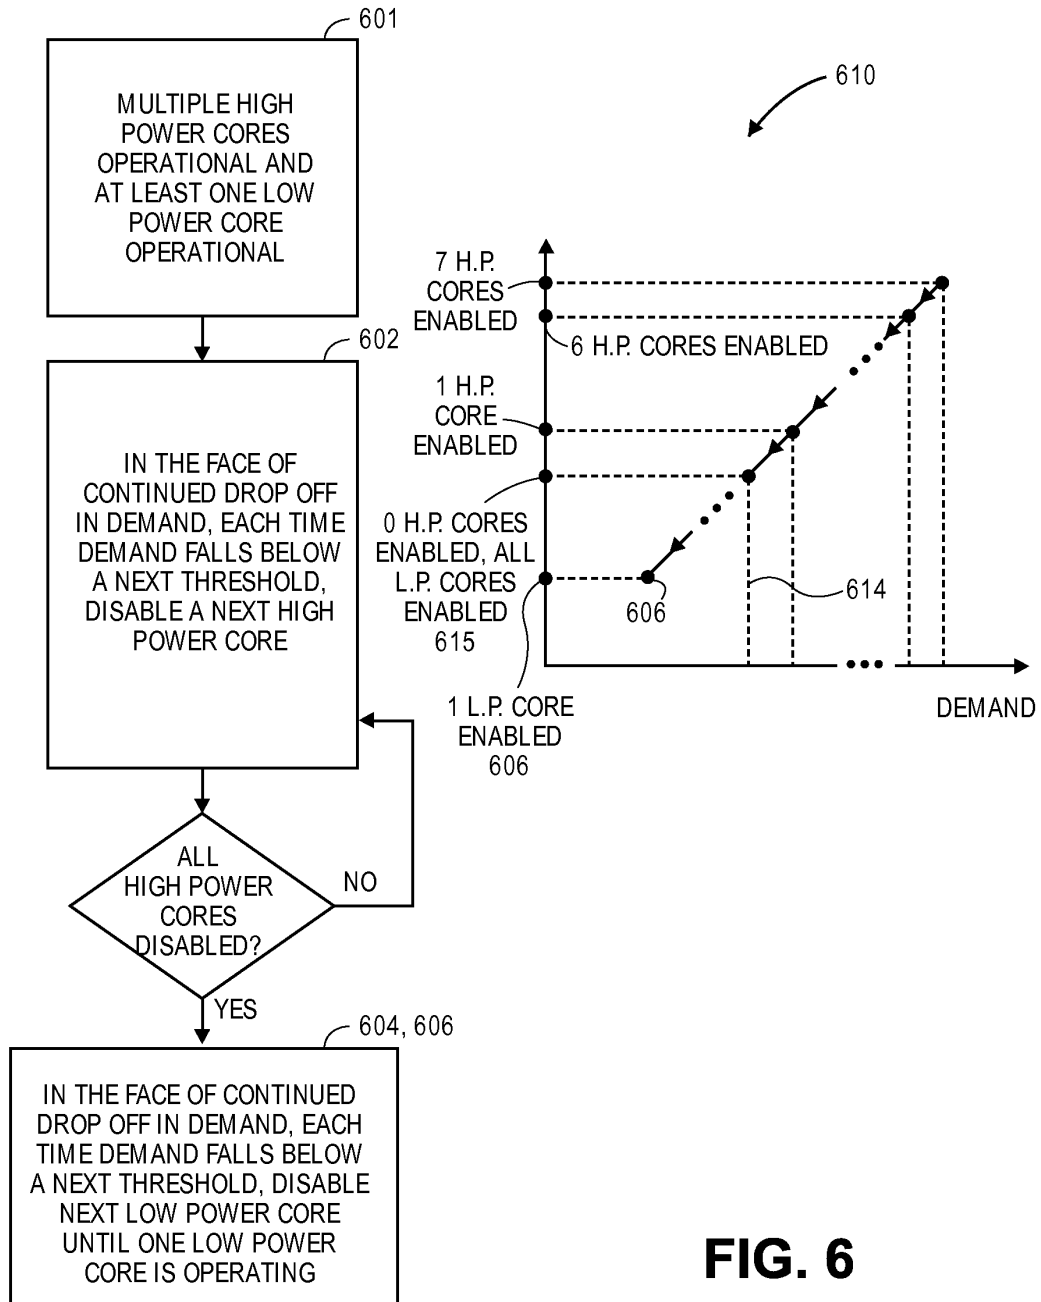 601
MULTIPLE HIGH
POWER CORES
OPERATIONAL AND
AT LEAST ONE LOW
POWER CORE
OPERATIONAL
602
IN THE FACE OF
CONTINUED DROP OFF
IN DEMAND, EACH TIME
DEMAND FALLS BELOW
A NEXT THRESHOLD,
DISABLE A NEXT HIGH
POWER CORE
ALL
HIGH POWER
CORES
DISABLED?
NO
YES
604, 606
IN THE FACE OF CONTINUED
DROP OFF IN DEMAND, EACH
TIME DEMAND FALLS BELOW
A NEXT THRESHOLD, DISABLE
NEXT LOW POWER CORE
UNTIL ONE LOW POWER
CORE IS OPERATING
610
7 H.P.
CORES
ENABLED
6 H.P. CORES ENABLED
1 H.P.
CORE
ENABLED
0 H.P. CORES
ENABLED, ALL
L.P. CORES
ENABLED
615
606
614
1 L.P. CORE
ENABLED
606
DEMAND
FIG. 6